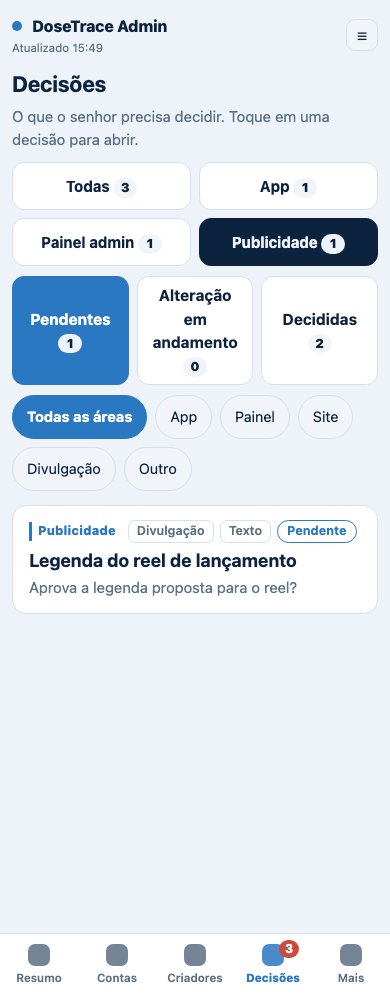 DoseTrace Admin
Atualizado 15:49
≡
Decisões
O que o senhor precisa decidir. Toque em uma
decisão para abrir.
Todas 3
App 1
Painel admin 1
Publicidade 1
Pendentes
1
Alteração
em
andamento
0
Decididas
2
Todas as áreas
App
Painel
Site
Divulgação
Outro
Publicidade Divulgação Texto Pendente
Legenda do reel de lançamento
Aprova a legenda proposta para o reel?
3
Resumo Contas Criadores Decisões Mais